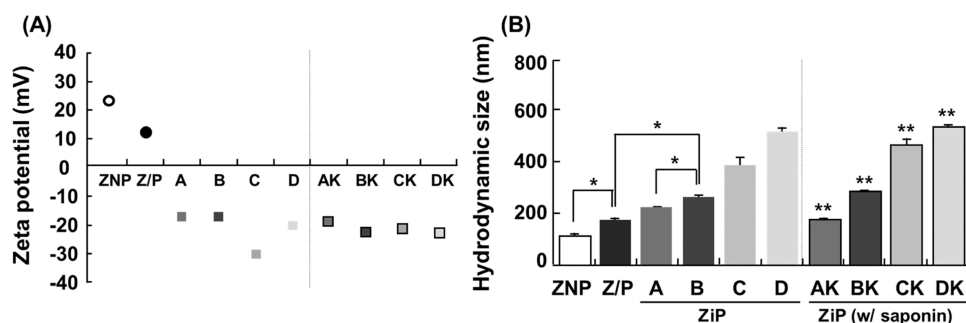 (A)
Zeta potential (mV)
40
30
20
10
0
-10
-20
-30
-40
ZNP Z/P A B C D AK BK CK DK
(B)
Hydrodynamic size (nm)
800
600
400
200
0
* * * ** ** ** **
ZNP Z/P A B C D AK BK CK DK
ZiP ZiP (w/ saponin)